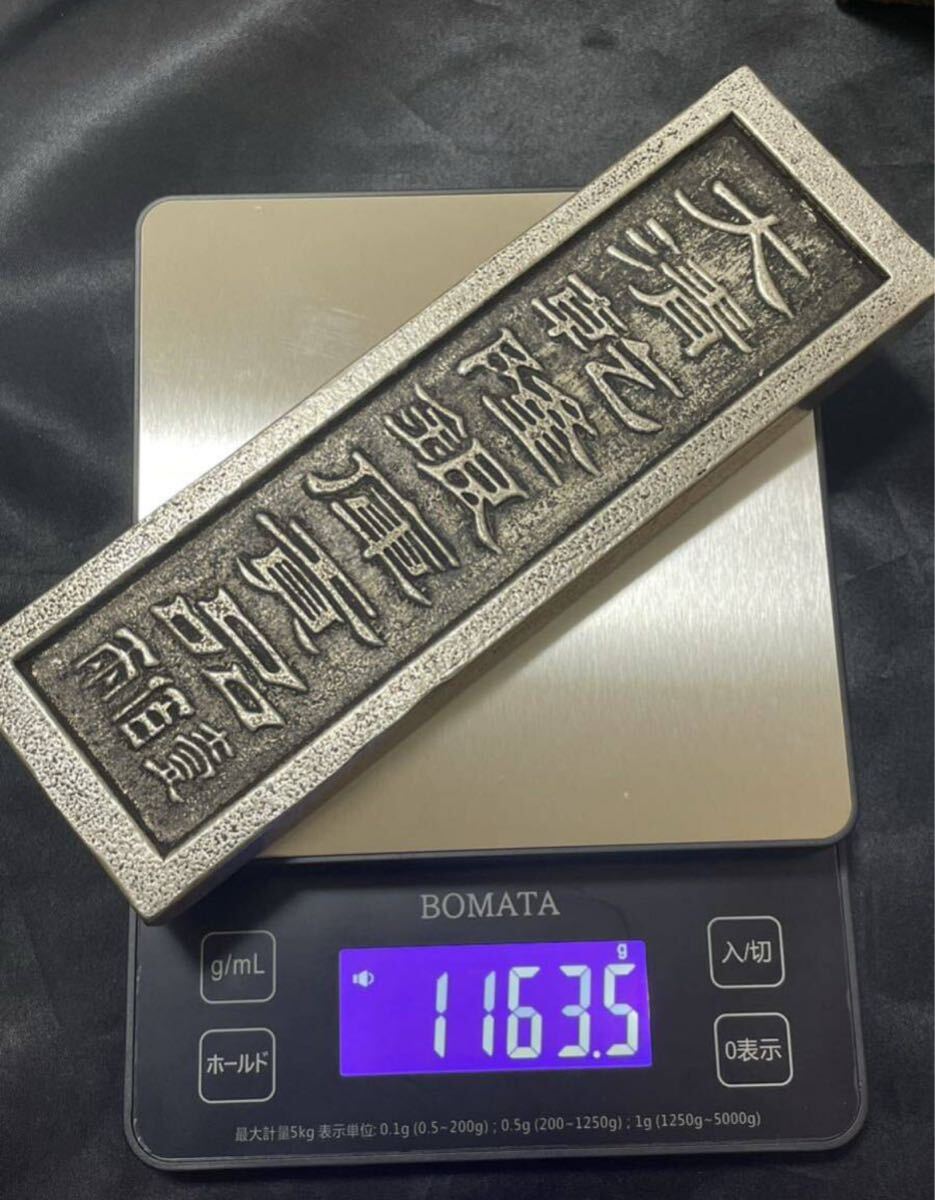 大清乾隆銀庫貢品
BOMATA
g/mL
入/切
g
1163.5
ホールド
0表示
最大計量5kg 表示単位: 0.1g (0.5~200g) ; 0.5g (200~1250g) ; 1g (1250g~5000g)